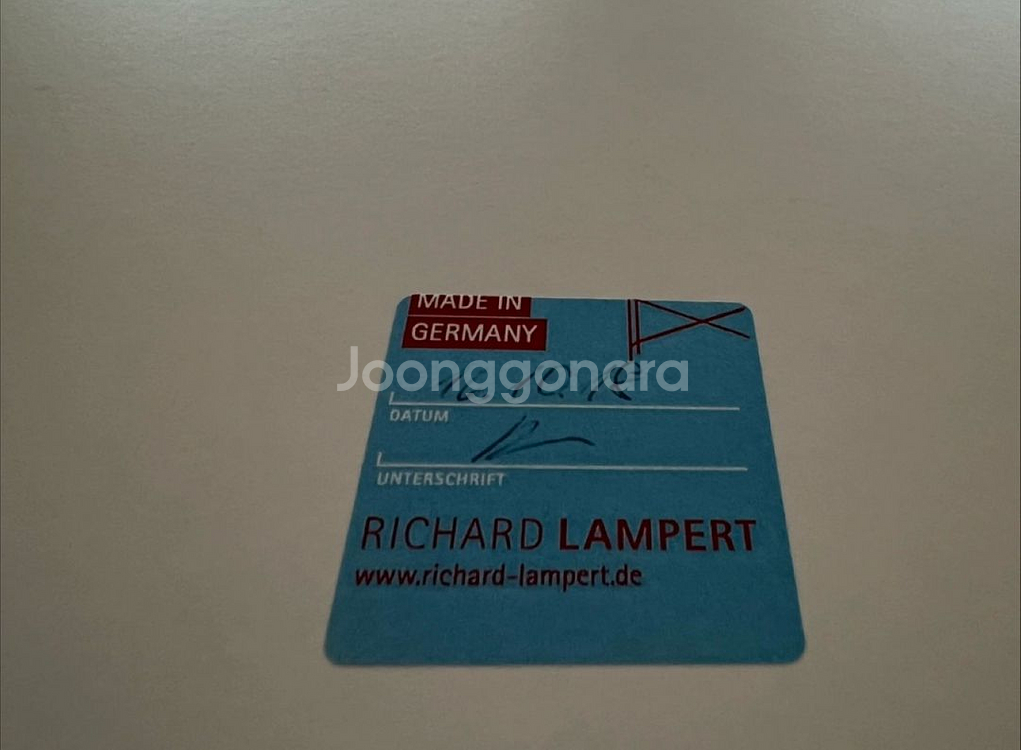 MADE IN
GERMANY
Joonggonara
DATUM
UNTERSCHRIFT
RICHARD LAMPERT
www.richard-lampert.de